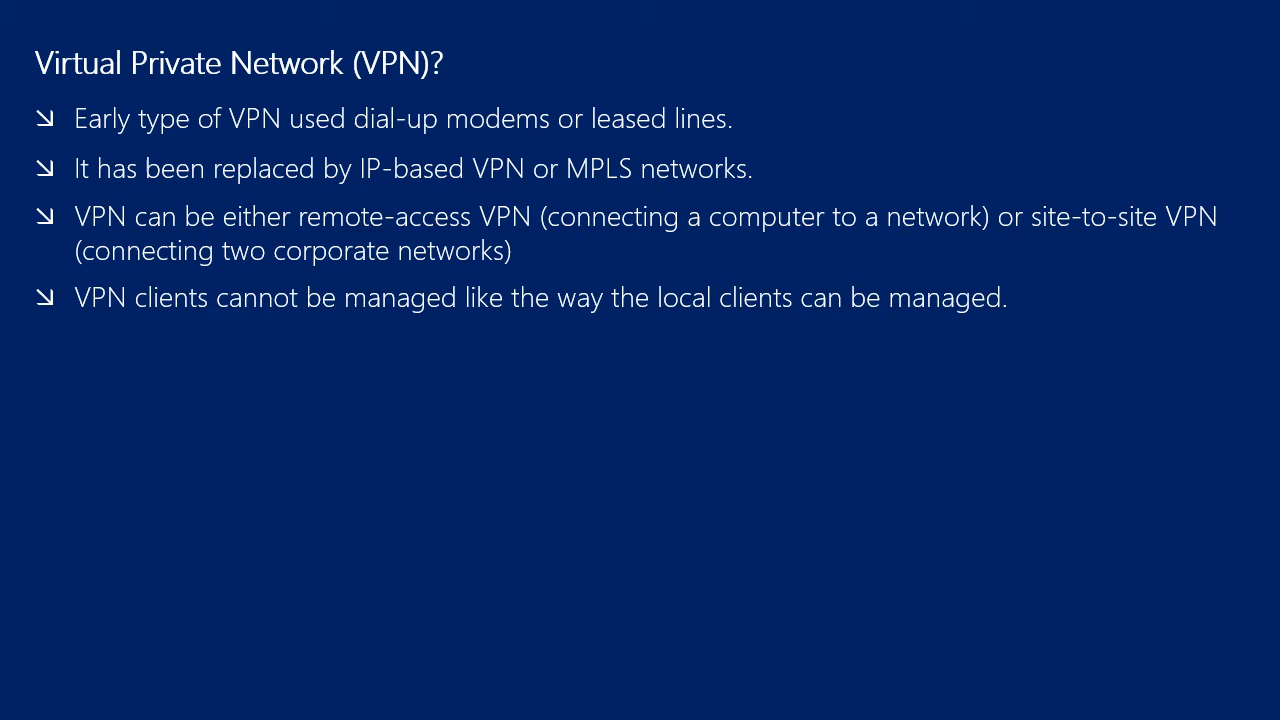 Virtual Private Network (VPN)?
Early type of VPN used dial-up modems or leased lines.
It has been replaced by IP-based VPN or MPLS networks.
VPN can be either remote-access VPN (connecting a computer to a network) or site-to-site VPN
(connecting two corporate networks)
VPN clients cannot be managed like the way the local clients can be managed.